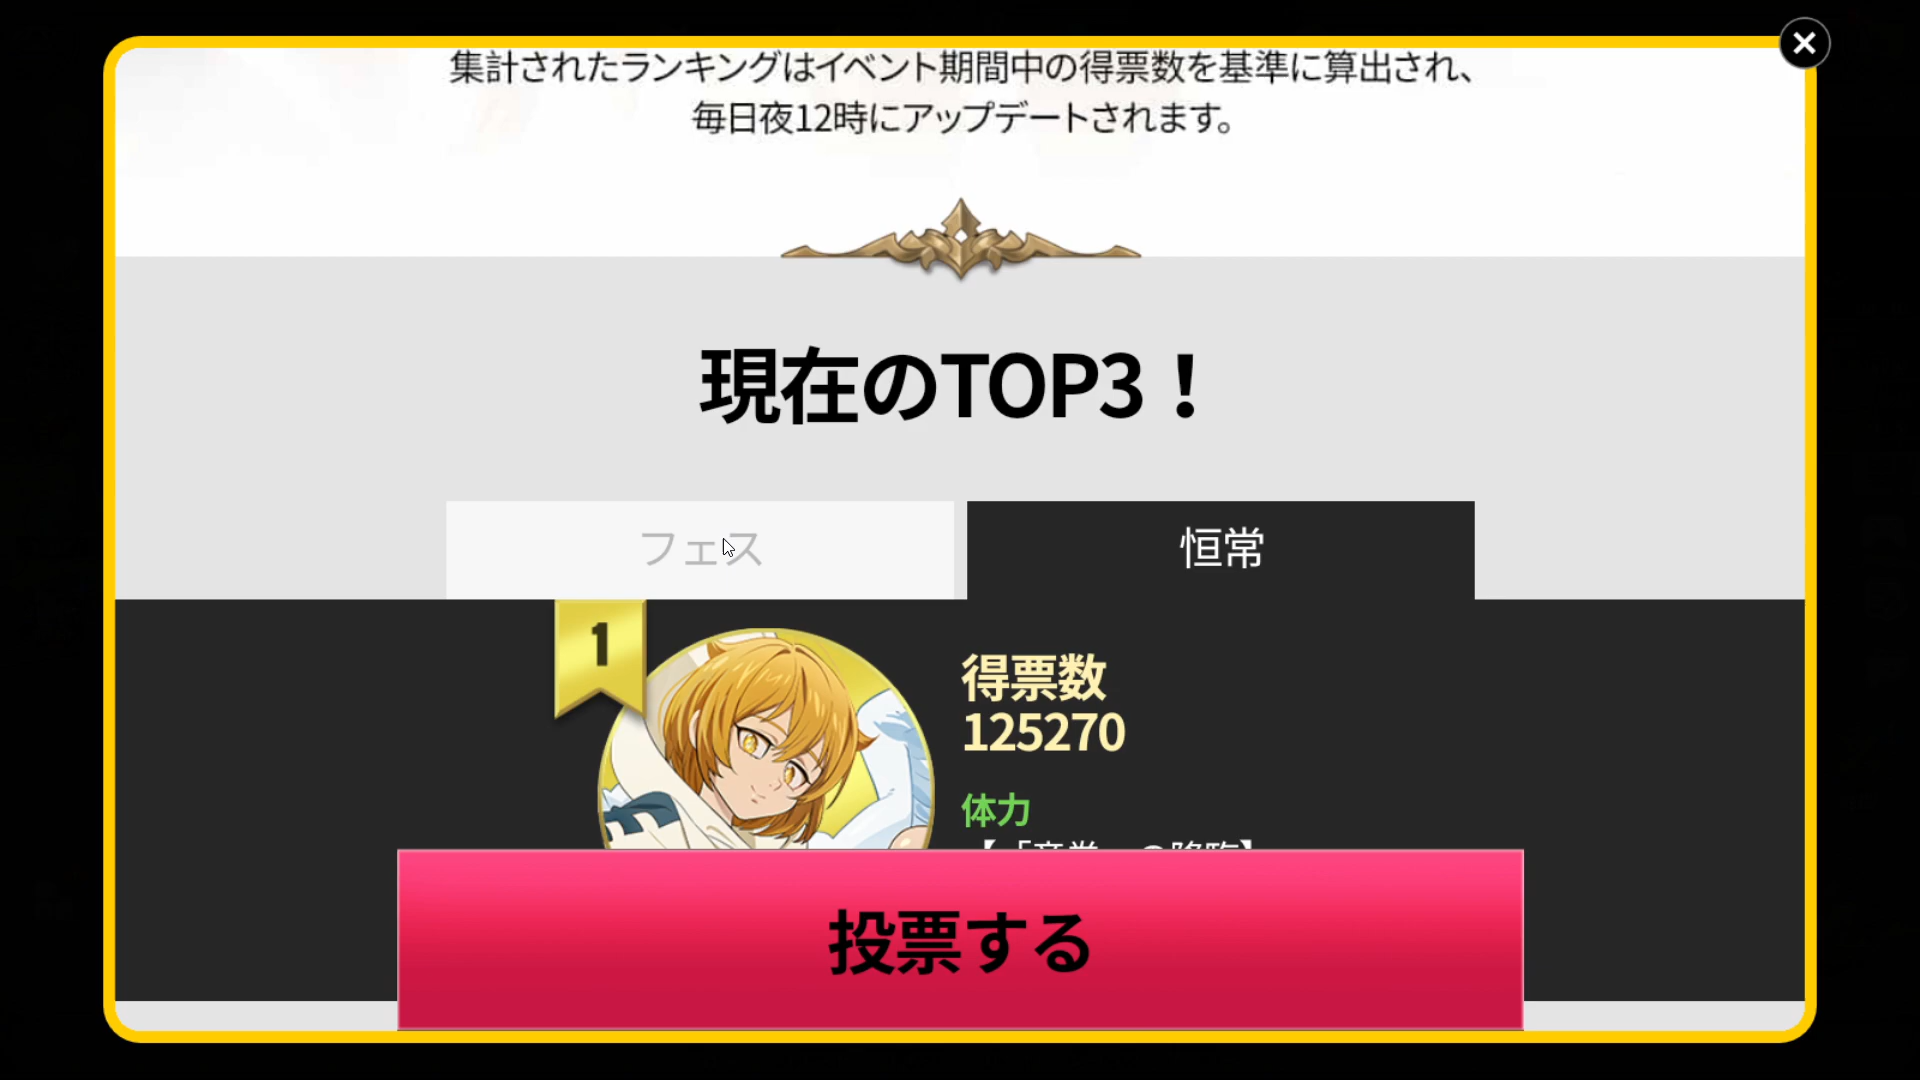 集計されたランキングはイベント期間中の得票数を基準に算出され、
毎日夜12時にアップデートされます。
現在のTOP3！
フェス
恒常
1
得票数
125270
体力
投票する